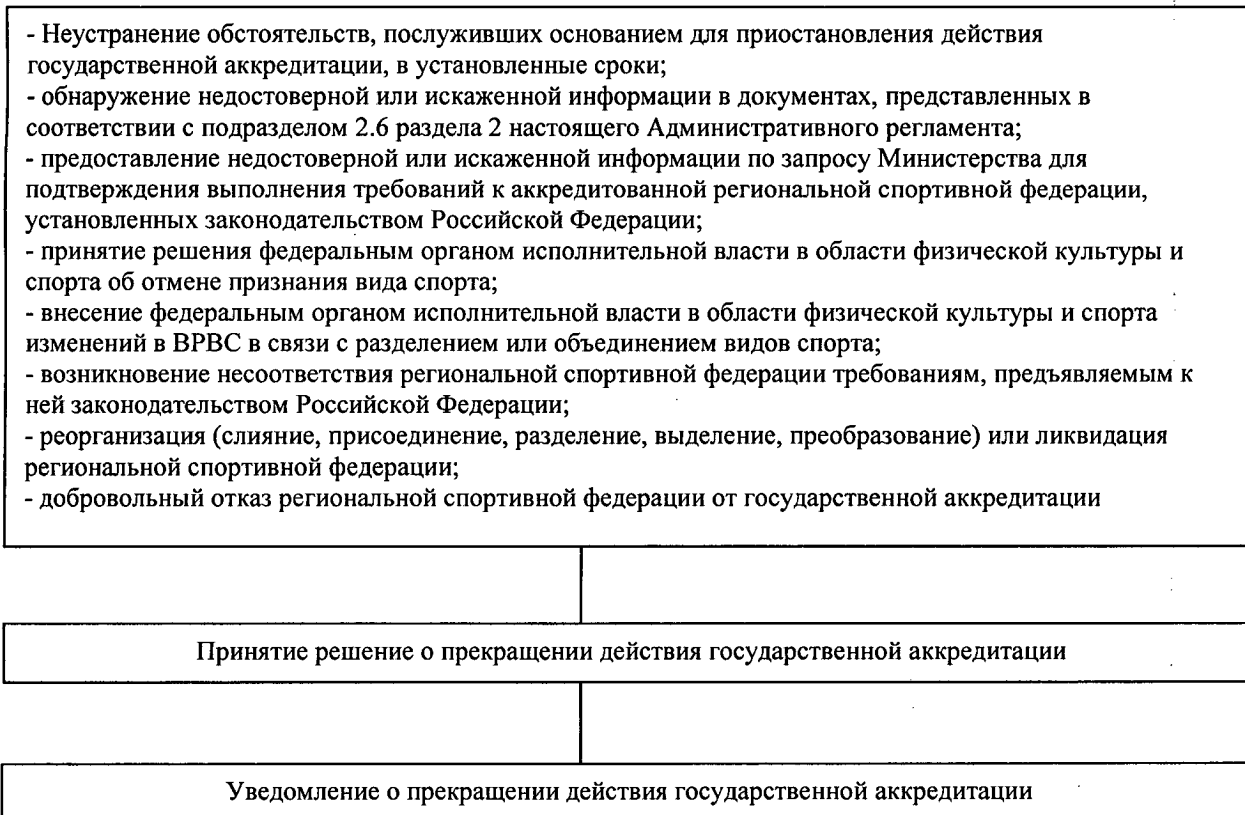 - Неустранение обстоятельств, послуживших основанием для приостановления действия
государственной аккредитации, в установленные сроки;
- обнаружение недостоверной или искаженной информации в документах, представленных в
соответствии с подразделом 2.6 раздела 2 настоящего Административного регламента;
- предоставление недостоверной или искаженной информации по запросу Министерства для
подтверждения выполнения требований к аккредитованной региональной спортивной федерации,
установленных законодательством Российской Федерации;
- принятие решения федеральным органом исполнительной власти в области физической культуры и
спорта об отмене признания вида спорта;
- внесение федеральным органом исполнительной власти в области физической культуры и спорта
изменений в ВРВС в связи с разделением или объединением видов спорта;
- возникновение несоответствия региональной спортивной федерации требованиям, предъявляемым к
ней законодательством Российской Федерации;
- реорганизация (слияние, присоединение, разделение, выделение, преобразование) или ликвидация
региональной спортивной федерации;
- добровольный отказ региональной спортивной федерации от государственной аккредитации
Принятие решение о прекращении действия государственной аккредитации
Уведомление о прекращении действия государственной аккредитации